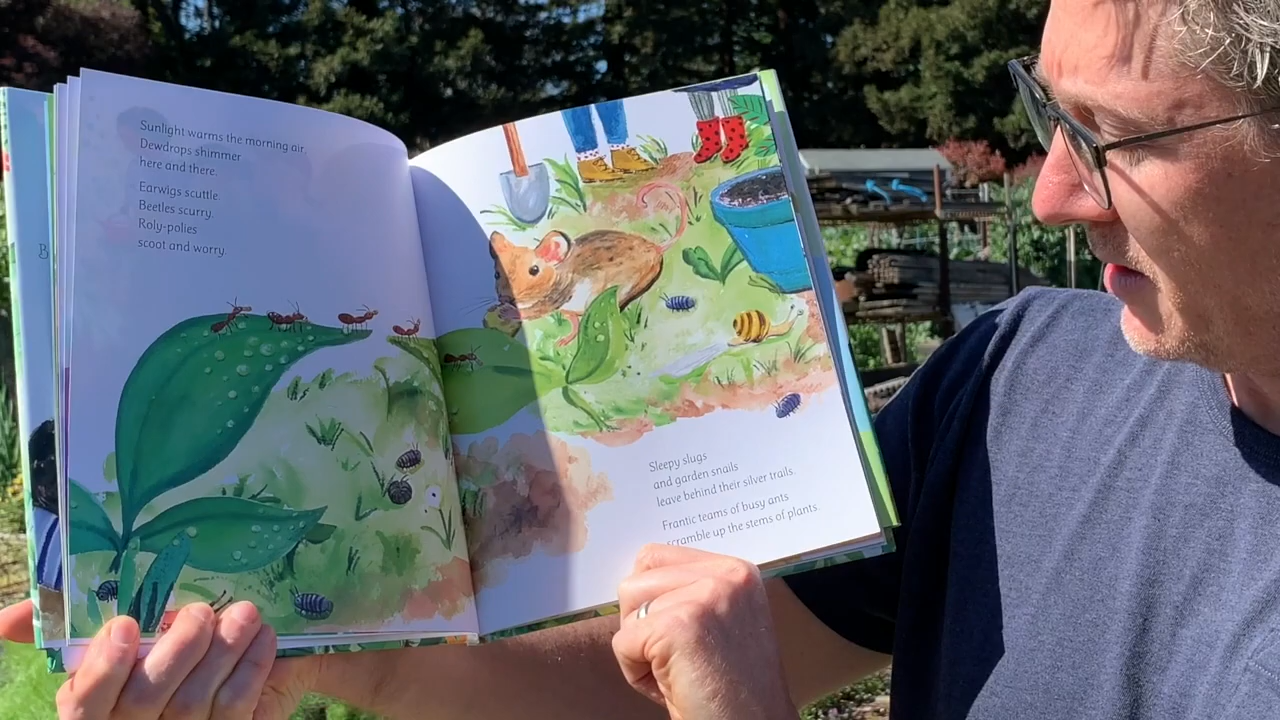 Sunlight warms the morning air.
Dewdrops shimmer
here and there.
Earwigs scuttle.
Beetles scurry.
Roly-polies
scoot and worry.
Sleepy slugs
and garden snails
leave behind their silver trails.
Frantic teams of busy ants
scramble up the stems of plants.